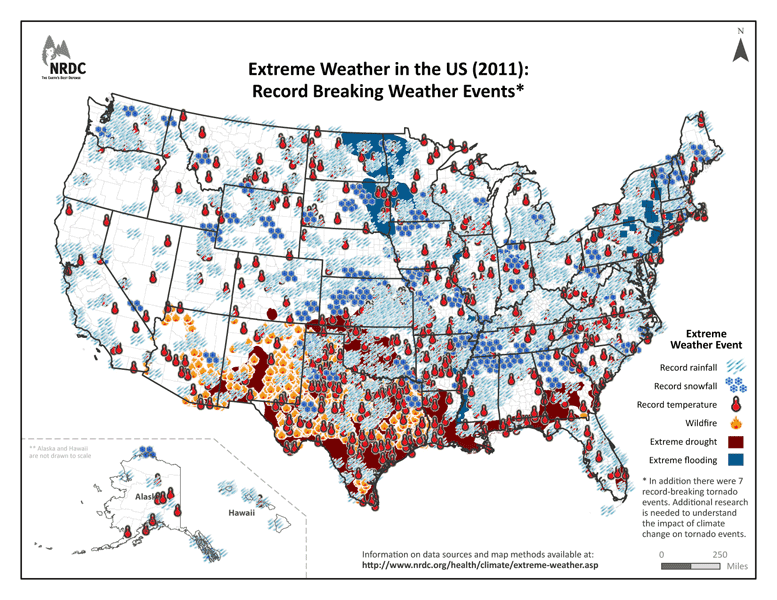 N
NRDC
THE EARTH'S BEST DEFENSE
Extreme Weather in the US (2011):
Record Breaking Weather Events*
Extreme
Weather Event
Record rainfall
Record snowfall
Record temperature
Wildfire
Extreme drought
Extreme flooding
** Alaska and Hawaii
are not drawn to scale
Alaska
Hawaii
* In addition there were 7
record-breaking tornado
events. Additional research
is needed to understand
the impact of climate
change on tornado events.
Information on data sources and map methods available at:
http://www.nrdc.org/health/climate/extreme-weather.asp
0 250
Miles